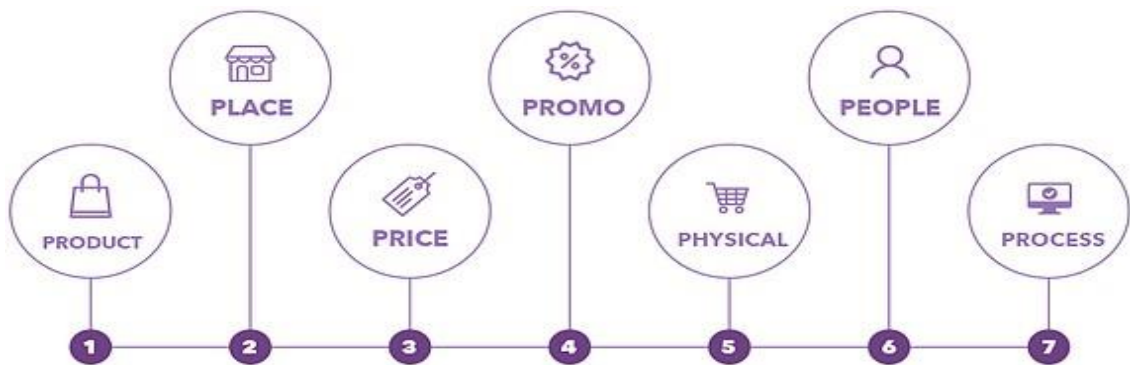 PRODUCT
1
PLACE
2
PRICE
3
%
PROMO
4
PHYSICAL
5
PEOPLE
6
PROCESS
7